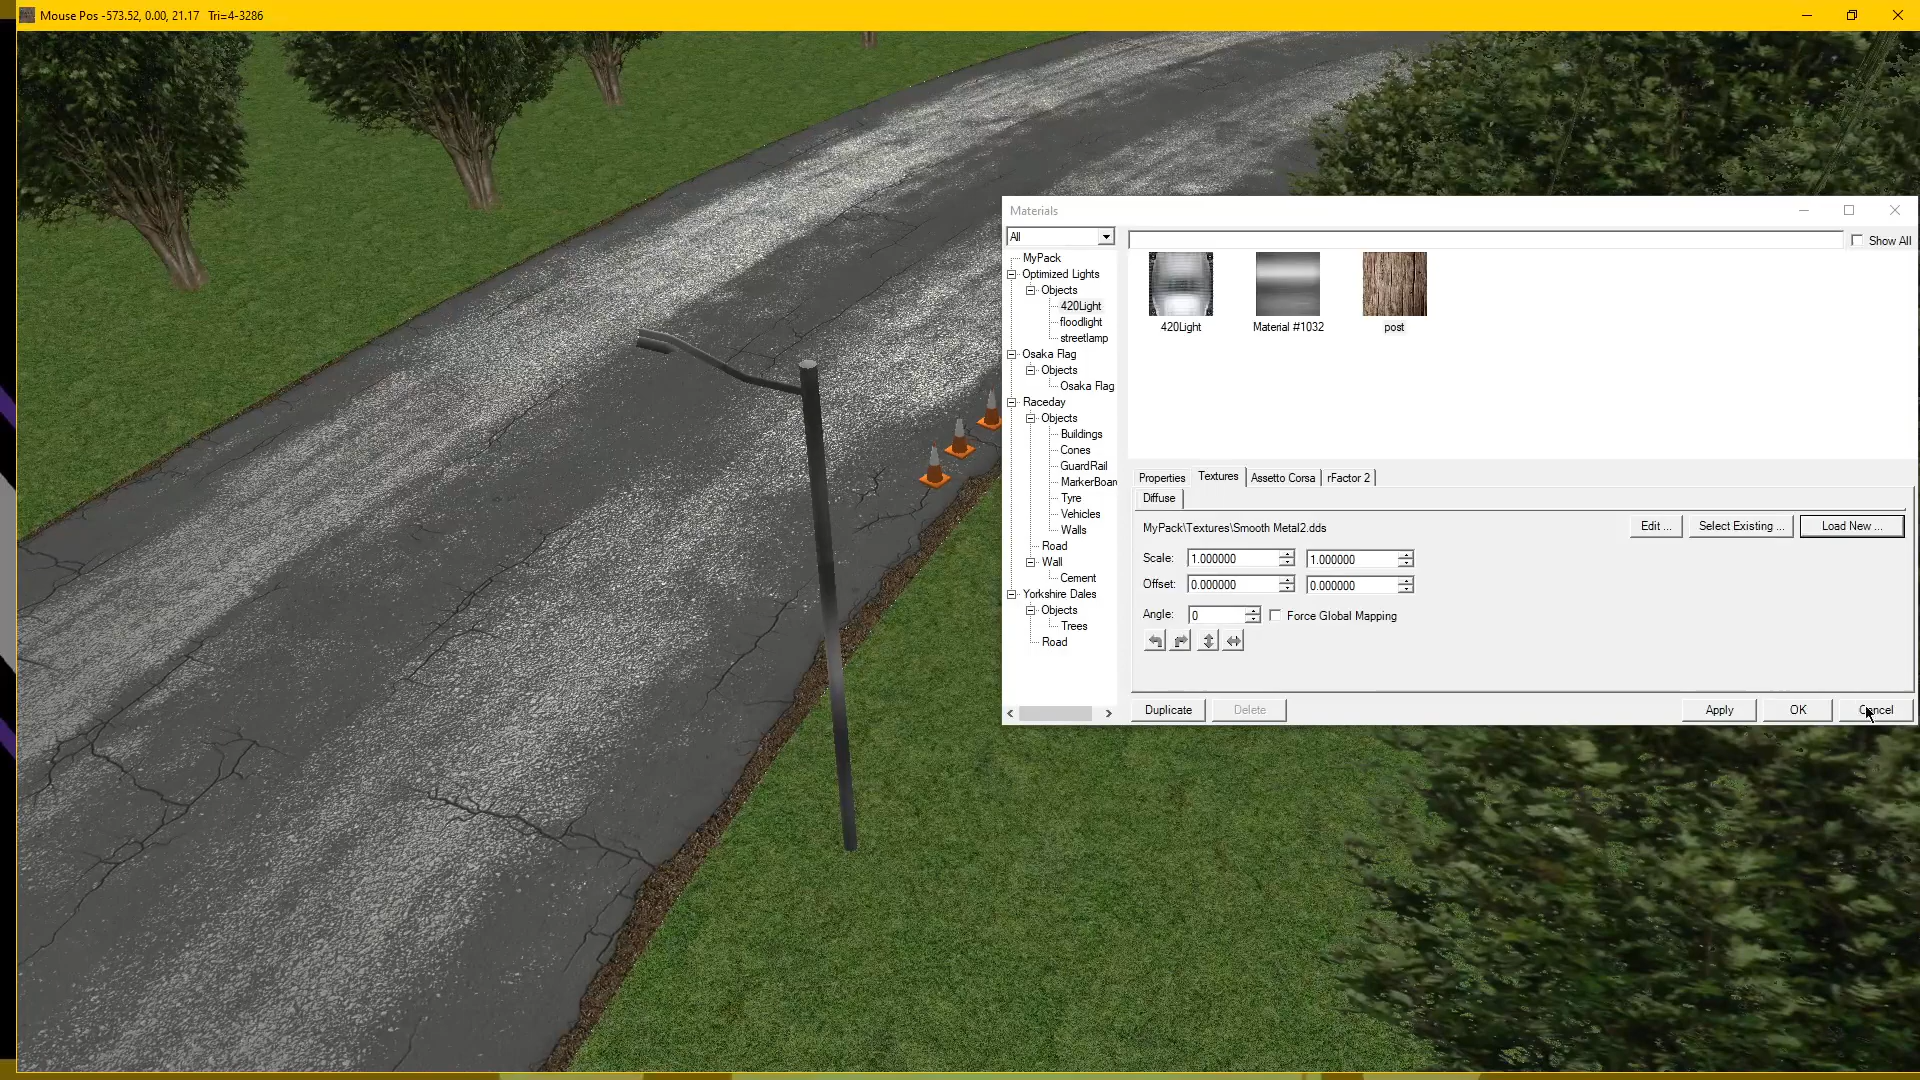 Mouse Pos -573.52, 0.00, 21.17 Tri=4-3286
Materials
All
Show All
MyPack
Optimized Lights
Objects
420Light
floodlight
streetlamp
Osaka Flag
Objects
Osaka Flag
Raceday
Objects
Buildings
Cones
GuardRail
MarkerBoar
Tyre
Vehicles
Walls
Road
Wall
Cement
Yorkshire Dales
Objects
Trees
Road
420Light
Material #1032
post
Properties
Textures
Assetto Corsa
rFactor 2
Diffuse
MyPack\Textures\Smooth Metal2.dds
Edit ...
Select Existing ...
Load New ...
Scale: 1.000000 1.000000
Offset: 0.000000 0.000000
Angle: 0
Force Global Mapping
Duplicate
Delete
Apply
OK
Cancel